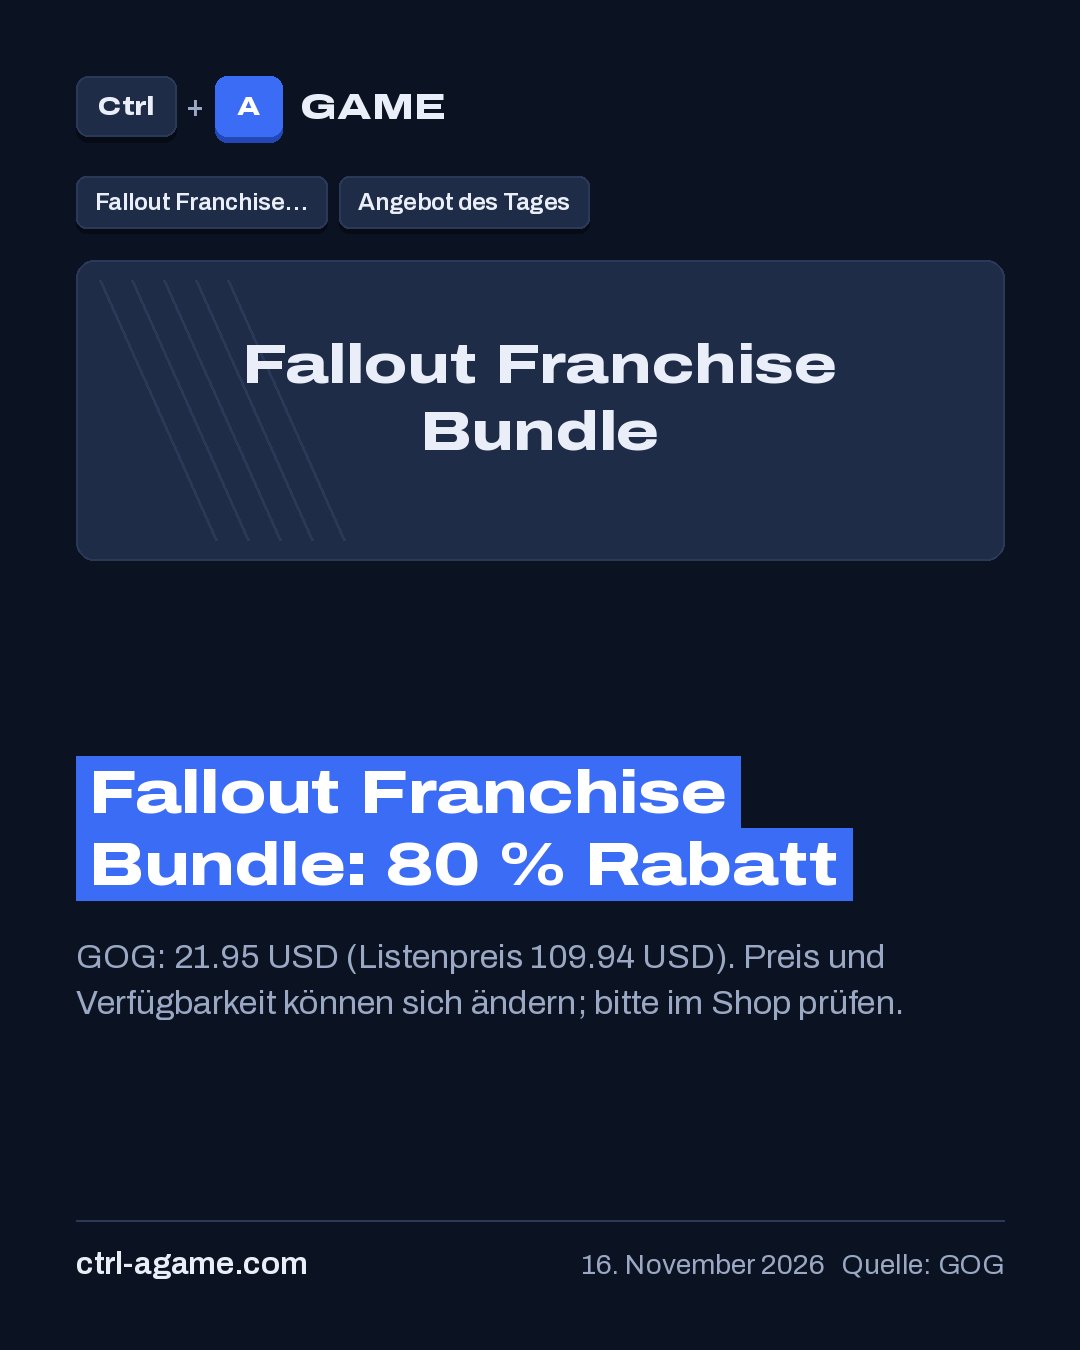 Ctrl + A GAME
Fallout Franchise... Angebot des Tages
Fallout Franchise
Bundle
Fallout Franchise
Bundle: 80 % Rabatt
GOG: 21.95 USD (Listenpreis 109.94 USD). Preis und
Verfügbarkeit können sich ändern; bitte im Shop prüfen.
ctrl-agame.com 16. November 2026 Quelle: GOG